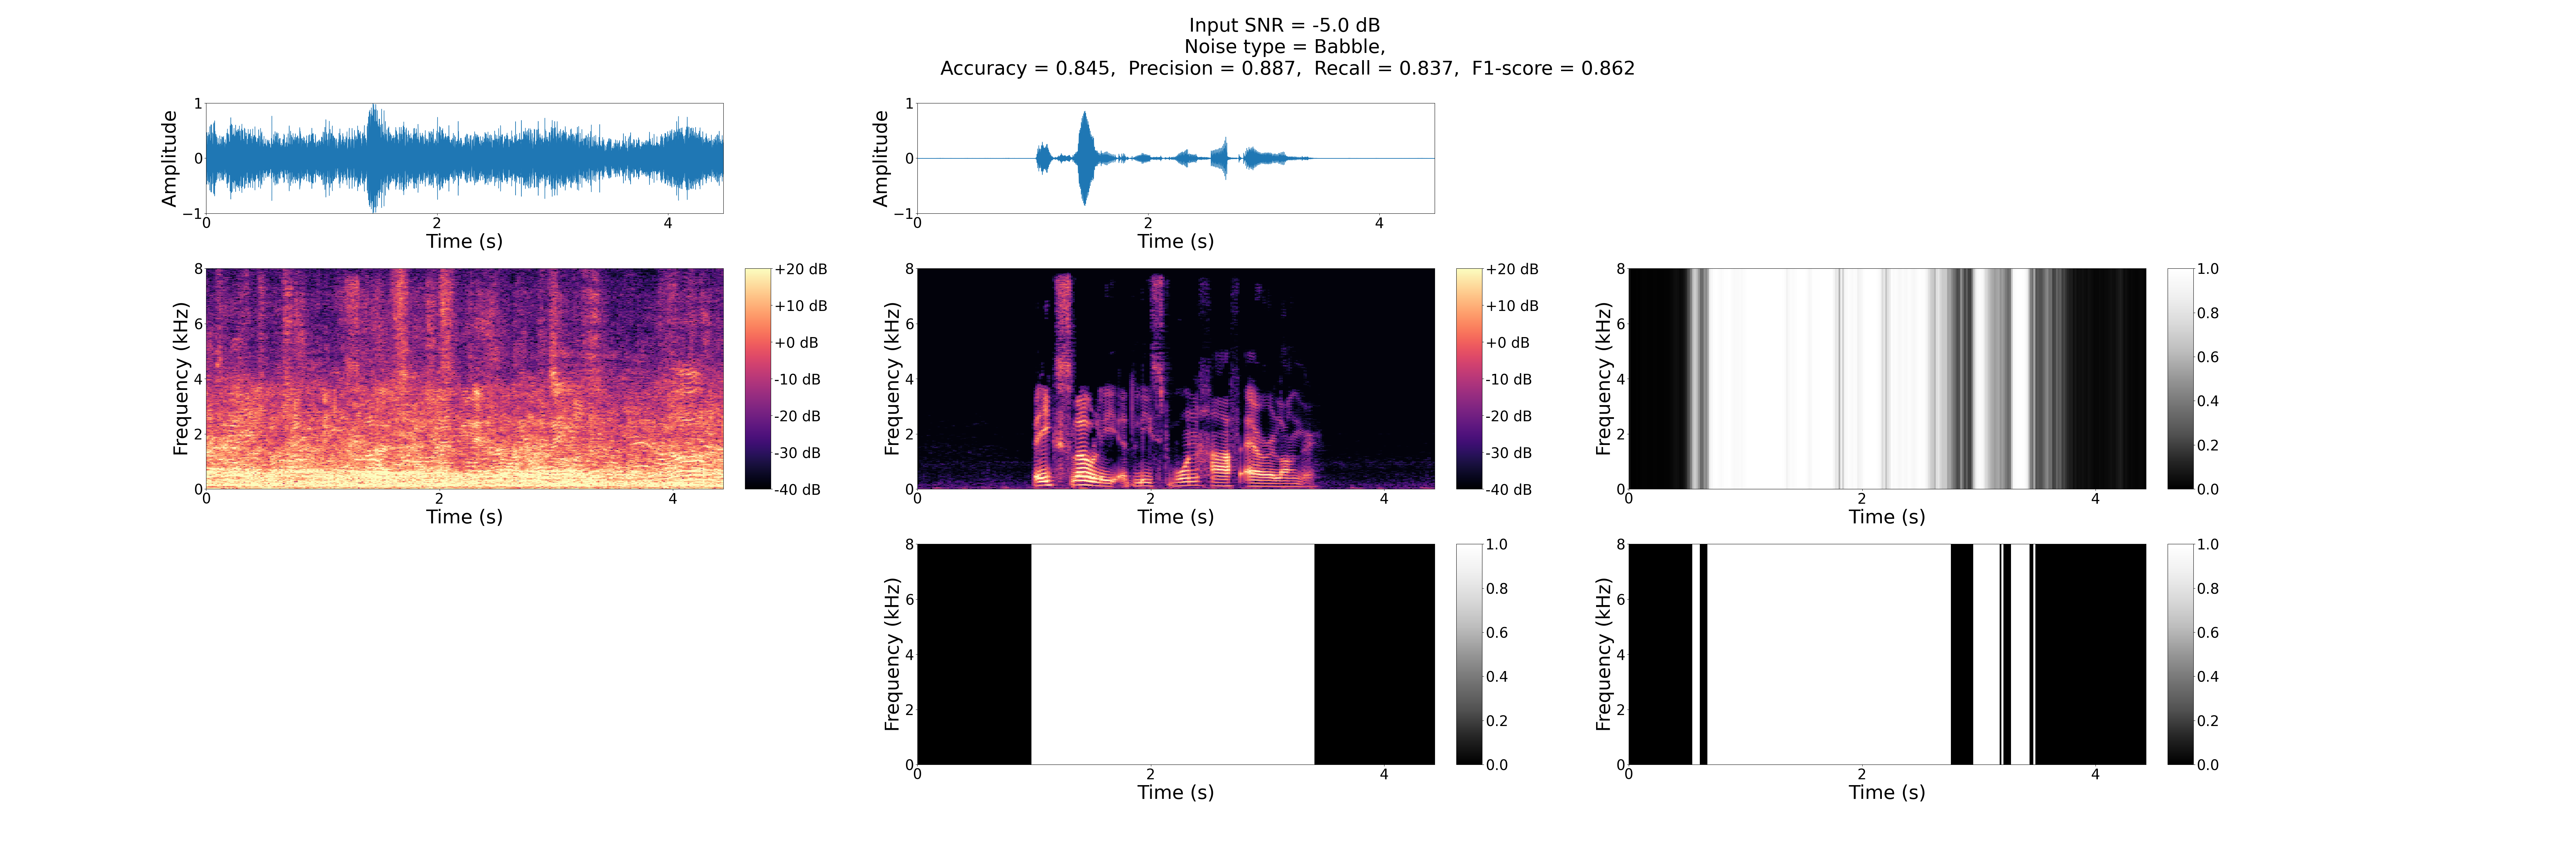 Input SNR = -5.0 dB
Noise type = Babble,
Accuracy = 0.845,  Precision = 0.887,  Recall = 0.837,  F1-score = 0.862
Amplitude
1
0
−1
0
2
4
Time (s)
Amplitude
1
0
−1
0
2
4
Time (s)
Frequency (kHz)
8
6
4
2
0
0
2
4
Time (s)
+20 dB
+10 dB
+0 dB
-10 dB
-20 dB
-30 dB
-40 dB
Frequency (kHz)
8
6
4
2
0
0
2
4
Time (s)
+20 dB
+10 dB
+0 dB
-10 dB
-20 dB
-30 dB
-40 dB
Frequency (kHz)
8
6
4
2
0
0
2
4
Time (s)
1.0
0.8
0.6
0.4
0.2
0.0
Frequency (kHz)
8
6
4
2
0
0
2
4
Time (s)
1.0
0.8
0.6
0.4
0.2
0.0
Frequency (kHz)
8
6
4
2
0
0
2
4
Time (s)
1.0
0.8
0.6
0.4
0.2
0.0